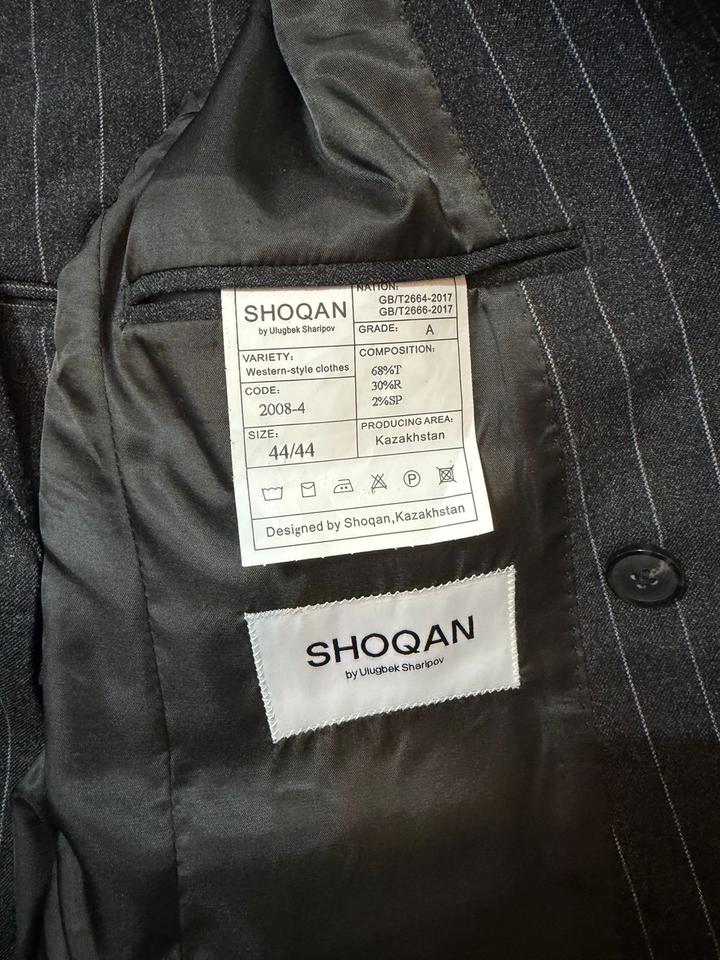 SHOQAN
by Ulugbek Sharipov
NATION:
GB/T2664-2017
GB/T2666-2017
GRADE: A
VARIETY:
Western-style clothes
COMPOSITION:
68%T
30%R
2%SP
CODE:
2008-4
SIZE:
44/44
PRODUCING AREA:
Kazakhstan
P
Designed by Shoqan,Kazakhstan
SHOQAN
by Ulugbek Sharipov